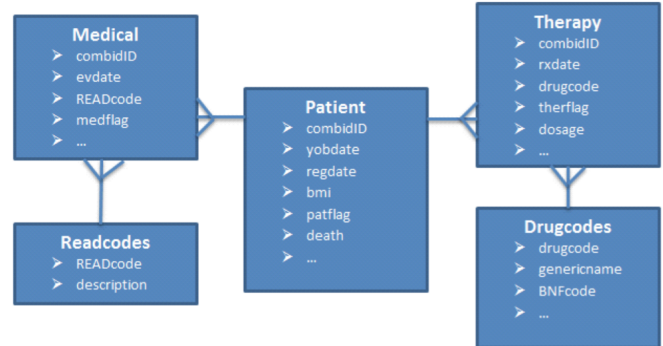 Medical
combidID
evdate
READcode
medflag
...
Readcodes
READcode
description
Patient
combidID
yobdate
regdate
bmi
patflag
death
...
Therapy
combidID
rxdate
drugcode
therflag
dosage
...
Drugcodes
drugcode
genericname
BNFcode
...